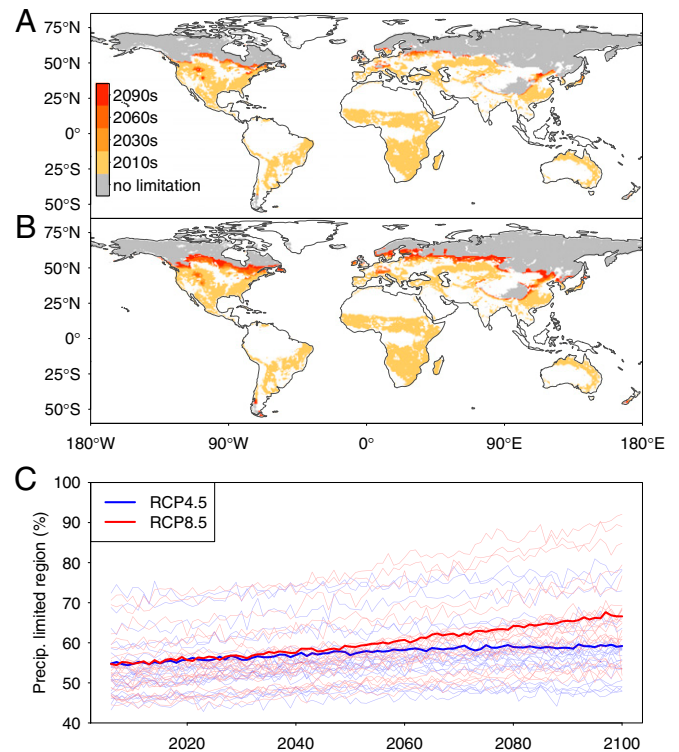 A
75°N
50°N
25°N
0°
25°S
50°S
2090s
2060s
2030s
2010s
no limitation
B
75°N
50°N
25°N
0°
25°S
50°S
180°W
90°W
0°
90°E
180°E
C
Precip. limited region (%)
100
90
80
70
60
50
40
RCP4.5
RCP8.5
2020
2040
2060
2080
2100